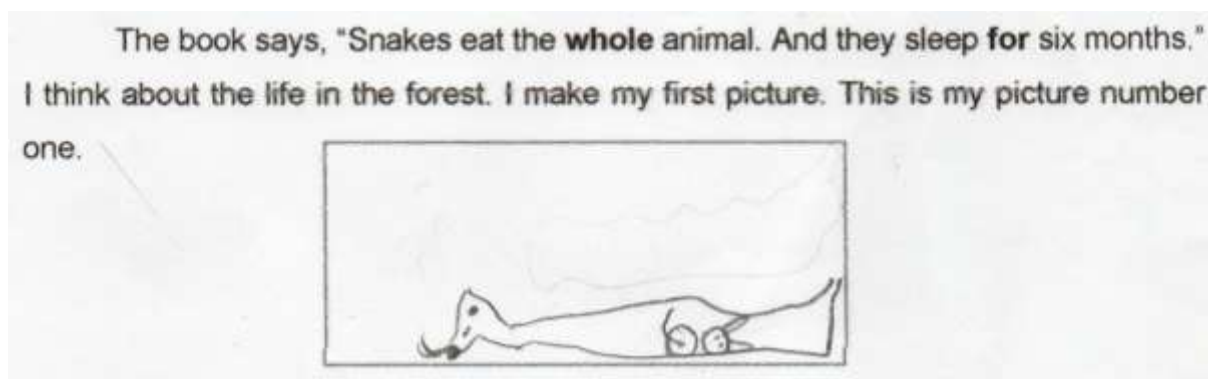 The book says, "Snakes eat the whole animal. And they sleep for six months."
I think about the life in the forest. I make my first picture. This is my picture number
one.